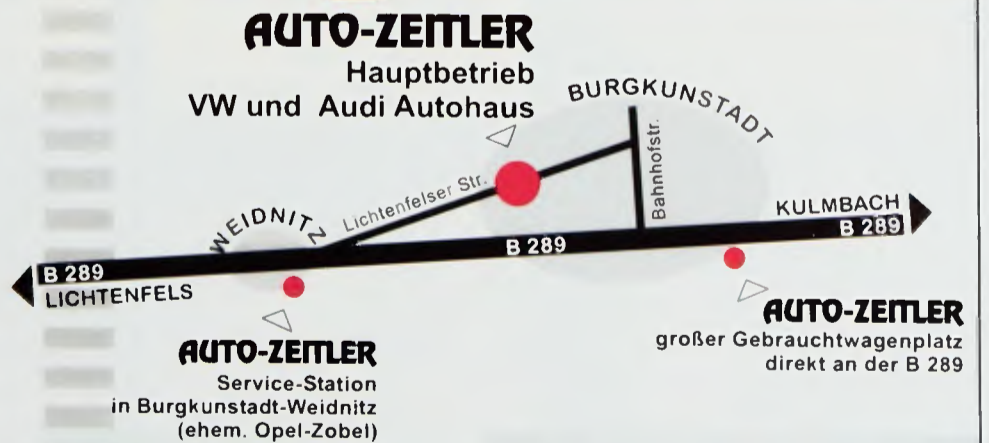 AUTO-ZEITLER
Hauptbetrieb
VW und Audi Autohaus
BURGKUNSTADT
Bahnhofstr.
Lichtenfelser Str.
WEIDNITZ
KULMBACH
B 289
B 289
B 289
LICHTENFELS
AUTO-ZEITLER
Service-Station
in Burgkunstadt-Weidnitz
(ehem. Opel-Zobel)
AUTO-ZEITLER
großer Gebrauchtwagenplatz
direkt an der B 289